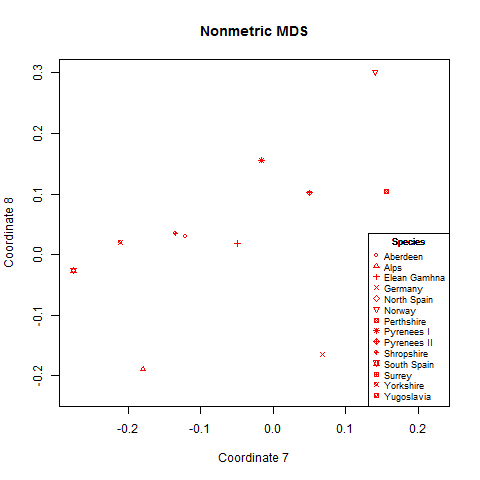 Nonmetric MDS
0.3
0.2
0.1
0.0
-0.1
-0.2
Coordinate 8
Species
Aberdeen
Alps
Elean Gamhna
Germany
North Spain
Norway
Perthshire
Pyrenees I
Pyrenees II
Shropshire
South Spain
Surrey
Yorkshire
Yugoslavia
-0.2 -0.1 0.0 0.1 0.2
Coordinate 7